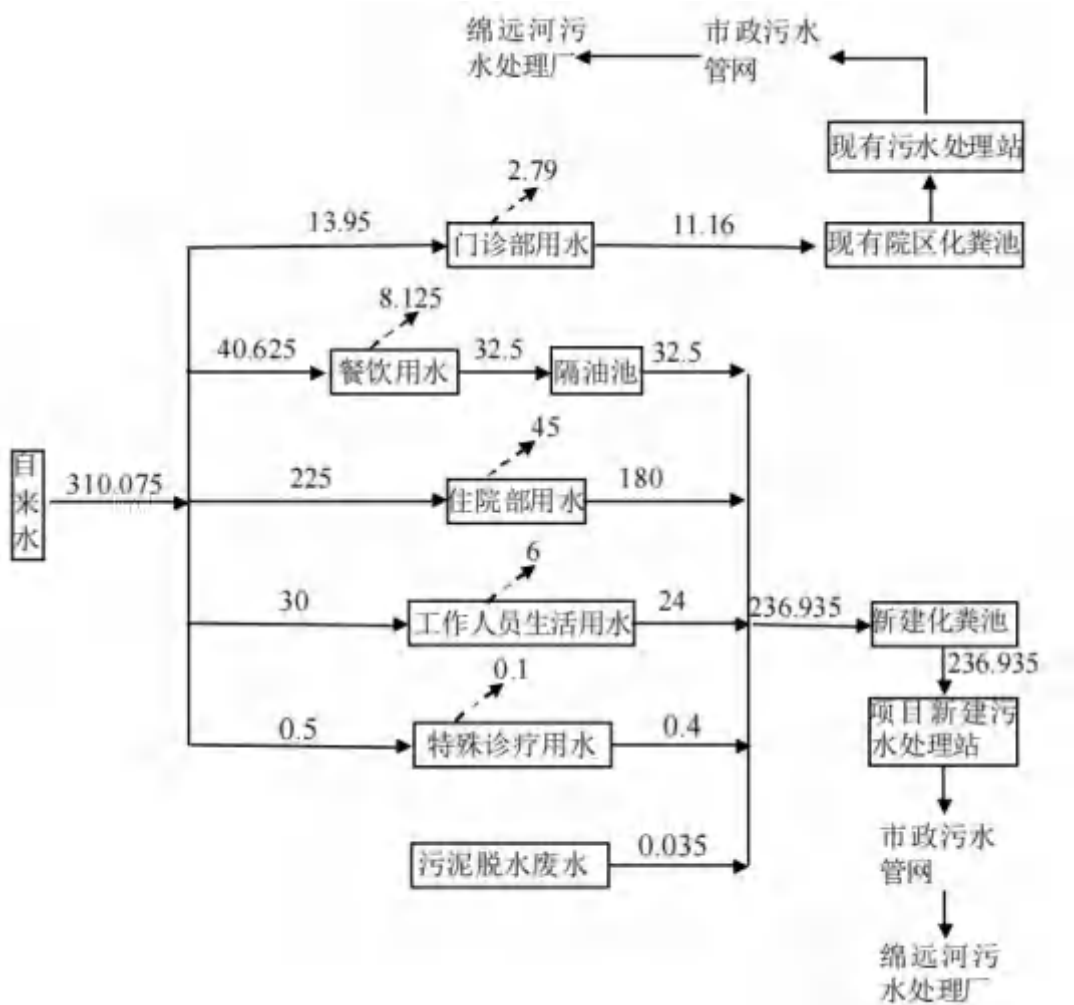 绵远河污
水处理厂
市政污水
管网
现有污水处理站
2.79
13.95
门诊部用水
11.16
现有院区化粪池
8.125
40.625
餐饮用水
32.5
隔油池
32.5
45
自来水
310.075
225
住院部用水
180
6
30
工作人员生活用水
24
236.935
新建化粪池
0.1
236.935
0.5
特殊诊疗用水
0.4
项目新建污
水处理站
污泥脱水废水
0.035
市政污水
管网
绵远河污
水处理厂